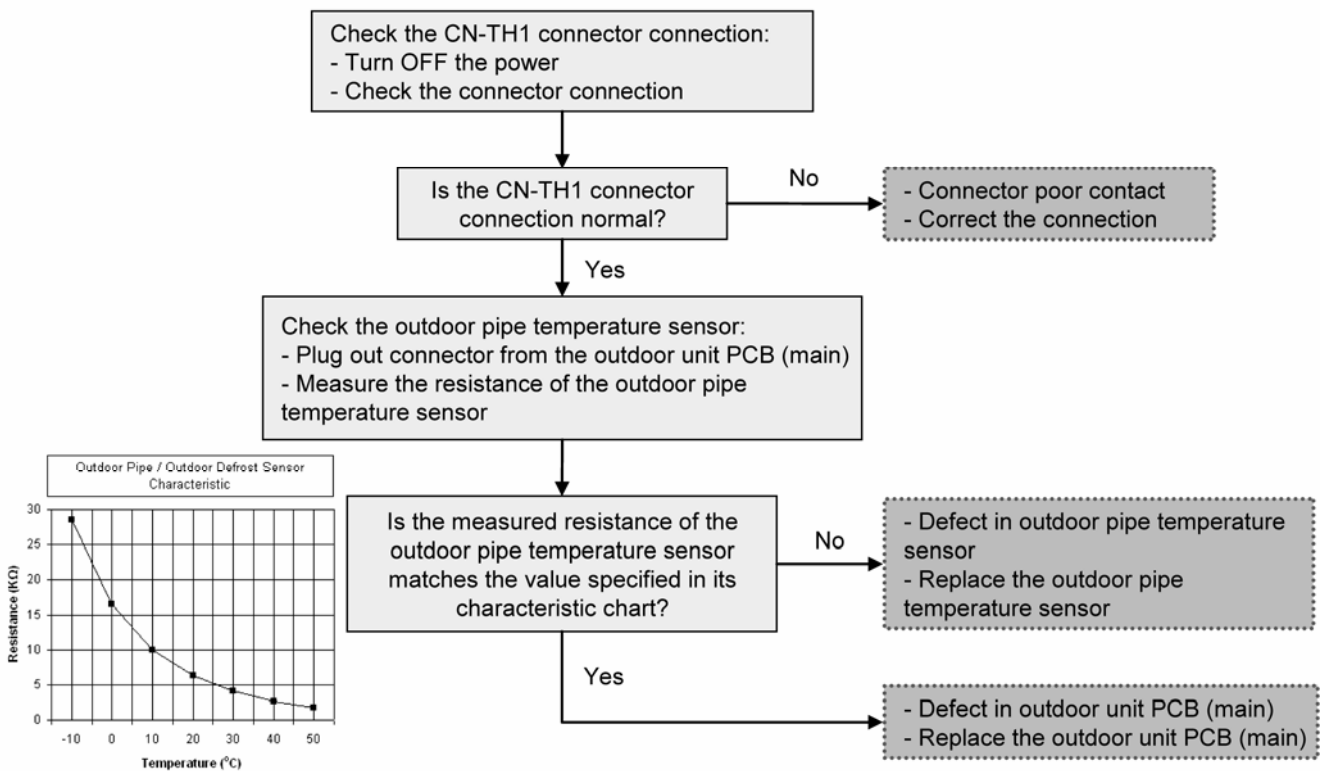 Check the CN-TH1 connector connection:
- Turn OFF the power
- Check the connector connection
Is the CN-TH1 connector
connection normal?
No
- Connector poor contact
- Correct the connection
Yes
Check the outdoor pipe temperature sensor:
- Plug out connector from the outdoor unit PCB (main)
- Measure the resistance of the outdoor pipe
temperature sensor
Outdoor Pipe / Outdoor Defrost Sensor
Characteristic
Resistance (KΩ)
30
25
20
15
10
5
0
-10 0 10 20 30 40 50
Temperature (°C)
Is the measured resistance of the
outdoor pipe temperature sensor
matches the value specified in its
characteristic chart?
No
- Defect in outdoor pipe temperature
sensor
- Replace the outdoor pipe
temperature sensor
Yes
- Defect in outdoor unit PCB (main)
- Replace the outdoor unit PCB (main)